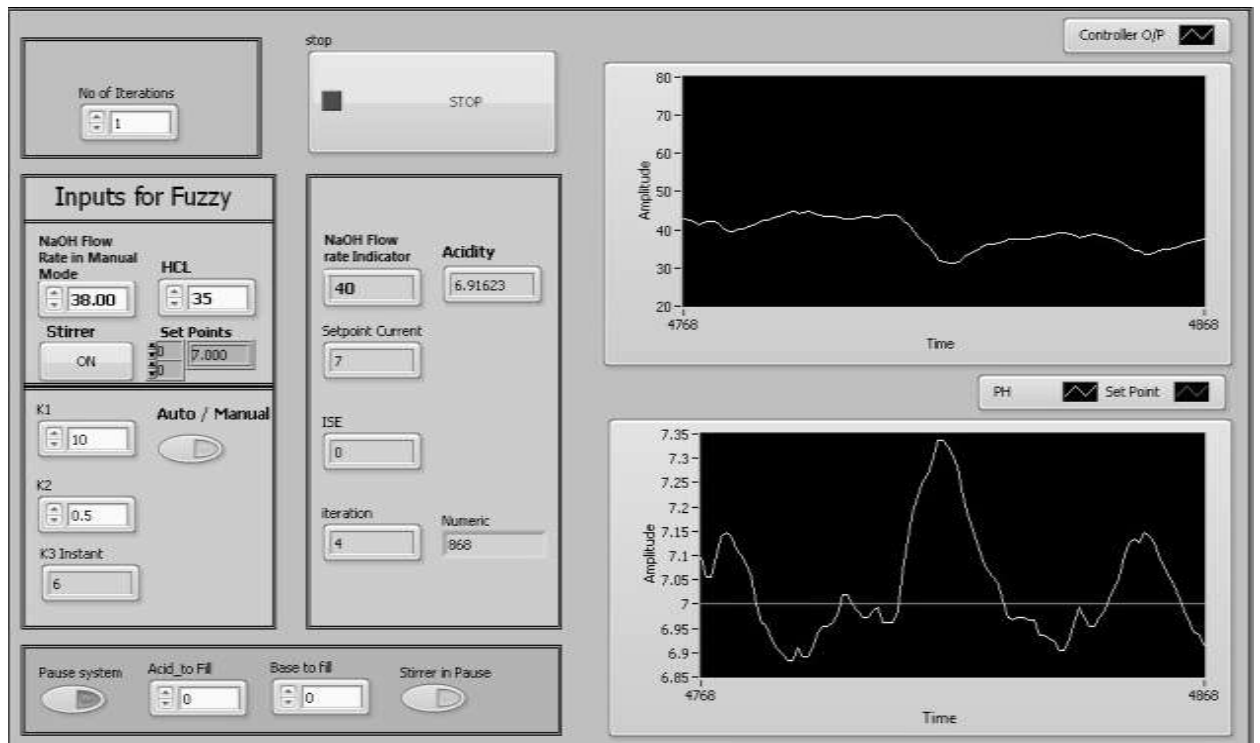 No of Iterations
1
stop
STOP
Inputs for Fuzzy
NaOH Flow
Rate in Manual
Mode
38.00
HCL
35
Stirrer
ON
Set Points
0
0
7.000
K1
10
Auto / Manual
K2
0.5
K3 Instant
6
NaOH Flow
rate Indicator
40
Acidity
6.91623
Setpoint Current
7
ISE
0
iteration
4
Numeric
868
Pause system
Acid_to Fill
0
Base to fill
0
Stirrer in Pause
Controller O/P
80
70
60
50
40
30
20
Amplitude
4768
4868
Time
PH
Set Point
7.35
7.3
7.25
7.2
7.15
7.1
7.05
7
6.95
6.9
6.85
Amplitude
4768
4868
Time